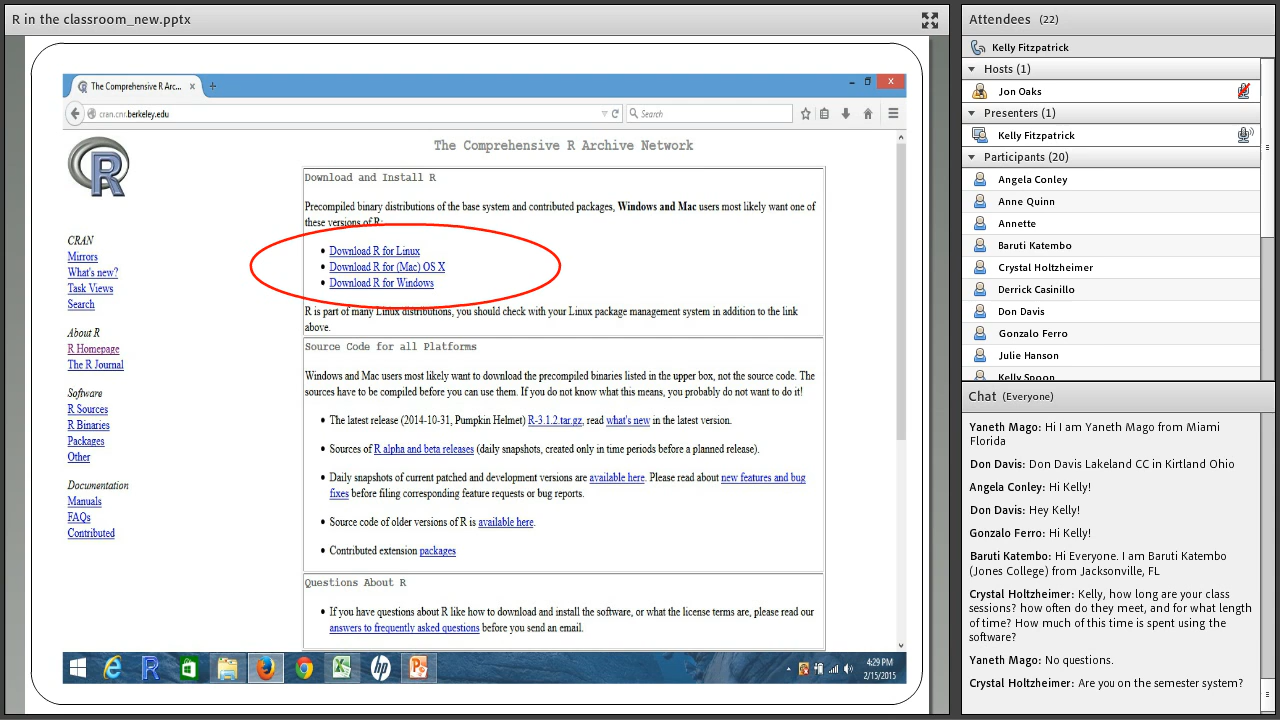 R in the classroom_new.pptx
The Comprehensive R Arc...
cran.cnr.berkeley.edu
Search
R
CRAN
Mirrors
What's new?
Task Views
Search
About R
R Homepage
The R Journal
Software
R Sources
R Binaries
Packages
Other
Documentation
Manuals
FAQs
Contributed
The Comprehensive R Archive Network
Download and Install R
Precompiled binary distributions of the base system and contributed packages, Windows and Mac users most likely want one of
these versions of R:
Download R for Linux
Download R for (Mac) OS X
Download R for Windows
R is part of many Linux distributions, you should check with your Linux package management system in addition to the link
above.
Source Code for all Platforms
Windows and Mac users most likely want to download the precompiled binaries listed in the upper box, not the source code. The
sources have to be compiled before you can use them. If you do not know what this means, you probably do not want to do it!
The latest release (2014-10-31, Pumpkin Helmet) R-3.1.2.tar.gz, read what's new in the latest version.
Sources of R alpha and beta releases (daily snapshots, created only in time periods before a planned release).
Daily snapshots of current patched and development versions are available here. Please read about new features and bug
fixes before filing corresponding feature requests or bug reports.
Source code of older versions of R is available here.
Contributed extension packages
Questions About R
If you have questions about R like how to download and install the software, or what the license terms are, please read our
answers to frequently asked questions before you send an email.
4:29 PM
2/15/2015
Attendees (22)
Kelly Fitzpatrick
Hosts (1)
Jon Oaks
Presenters (1)
Kelly Fitzpatrick
Participants (20)
Angela Conley
Anne Quinn
Annette
Baruti Katembo
Crystal Holtzheimer
Derrick Casinillo
Don Davis
Gonzalo Ferro
Julie Hanson
Kelly Spoon
Chat (Everyone)
Yaneth Mago: Hi I am Yaneth Mago from Miami
Florida
Don Davis: Don Davis Lakeland CC in Kirtland Ohio
Angela Conley: Hi Kelly!
Don Davis: Hey Kelly!
Gonzalo Ferro: Hi Kelly!
Baruti Katembo: Hi Everyone. I am Baruti Katembo
(Jones College) from Jacksonville, FL
Crystal Holtzheimer: Kelly, how long are your class
sessions? how often do they meet, and for what length
of time? How much of this time is spent using the
software?
Yaneth Mago: No questions.
Crystal Holtzheimer: Are you on the semester system?